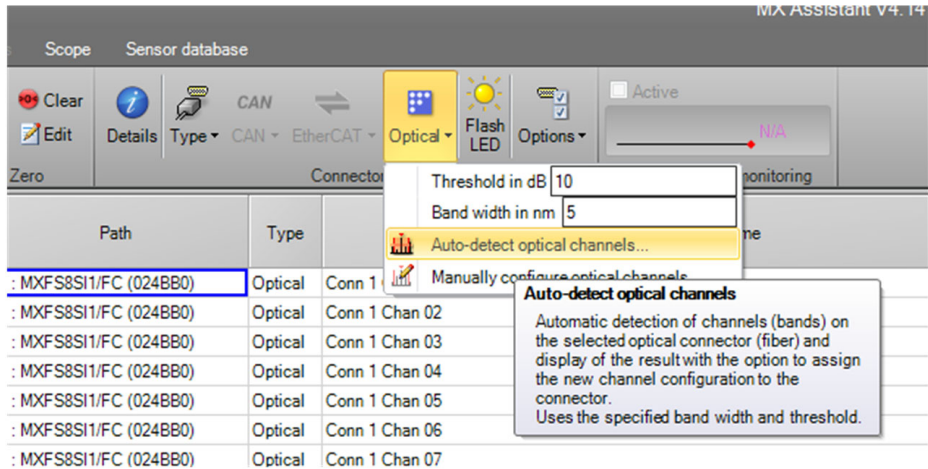 MX Assistant V4.14
Scope Sensor database
Clear
Edit
Zero
Details
Type
CAN
CAN
EtherCAT
Optical
Flash LED
Options
Active
N/A
Connector
monitoring
Threshold in dB 10
Band width in nm 5
Auto-detect optical channels...
Manually configure optical channels
Auto-detect optical channels
Automatic detection of channels (bands) on
the selected optical connector (fiber) and
display of the result with the option to assign
the new channel configuration to the
connector.
Uses the specified band width and threshold.
Path Type me
: MXFS8SI1/FC (024BB0) Optical Conn 1
: MXFS8SI1/FC (024BB0) Optical Conn 1 Chan 02
: MXFS8SI1/FC (024BB0) Optical Conn 1 Chan 03
: MXFS8SI1/FC (024BB0) Optical Conn 1 Chan 04
: MXFS8SI1/FC (024BB0) Optical Conn 1 Chan 05
: MXFS8SI1/FC (024BB0) Optical Conn 1 Chan 06
: MXFS8SI1/FC (024BB0) Optical Conn 1 Chan 07